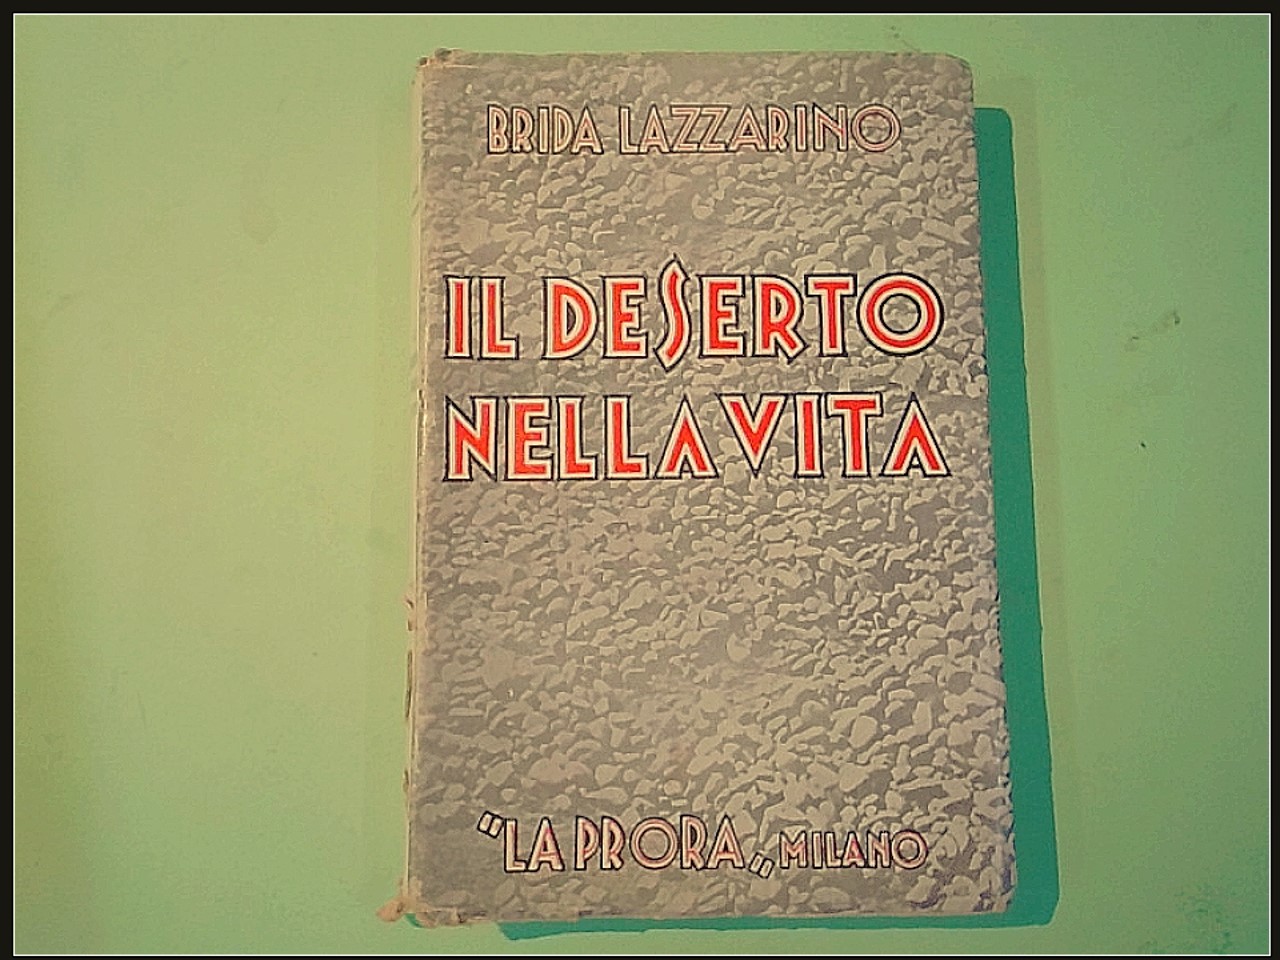 BRIDA LAZZARINO
IL DESERTO
NELLA VITA
"LA PRORA" MILANO